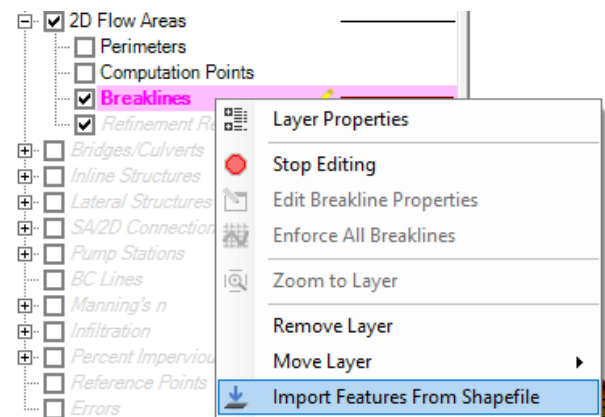 2D Flow Areas
Perimeters
Computation Points
Breaklines
Refinement Re
Bridges/Culverts
Inline Structures
Lateral Structures
SA/2D Connection
Pump Stations
BC Lines
Manning's n
Infiltration
Percent Imperviou
Reference Points
Errors
Layer Properties
Stop Editing
Edit Breakline Properties
Enforce All Breaklines
Zoom to Layer
Remove Layer
Move Layer
Import Features From Shapefile